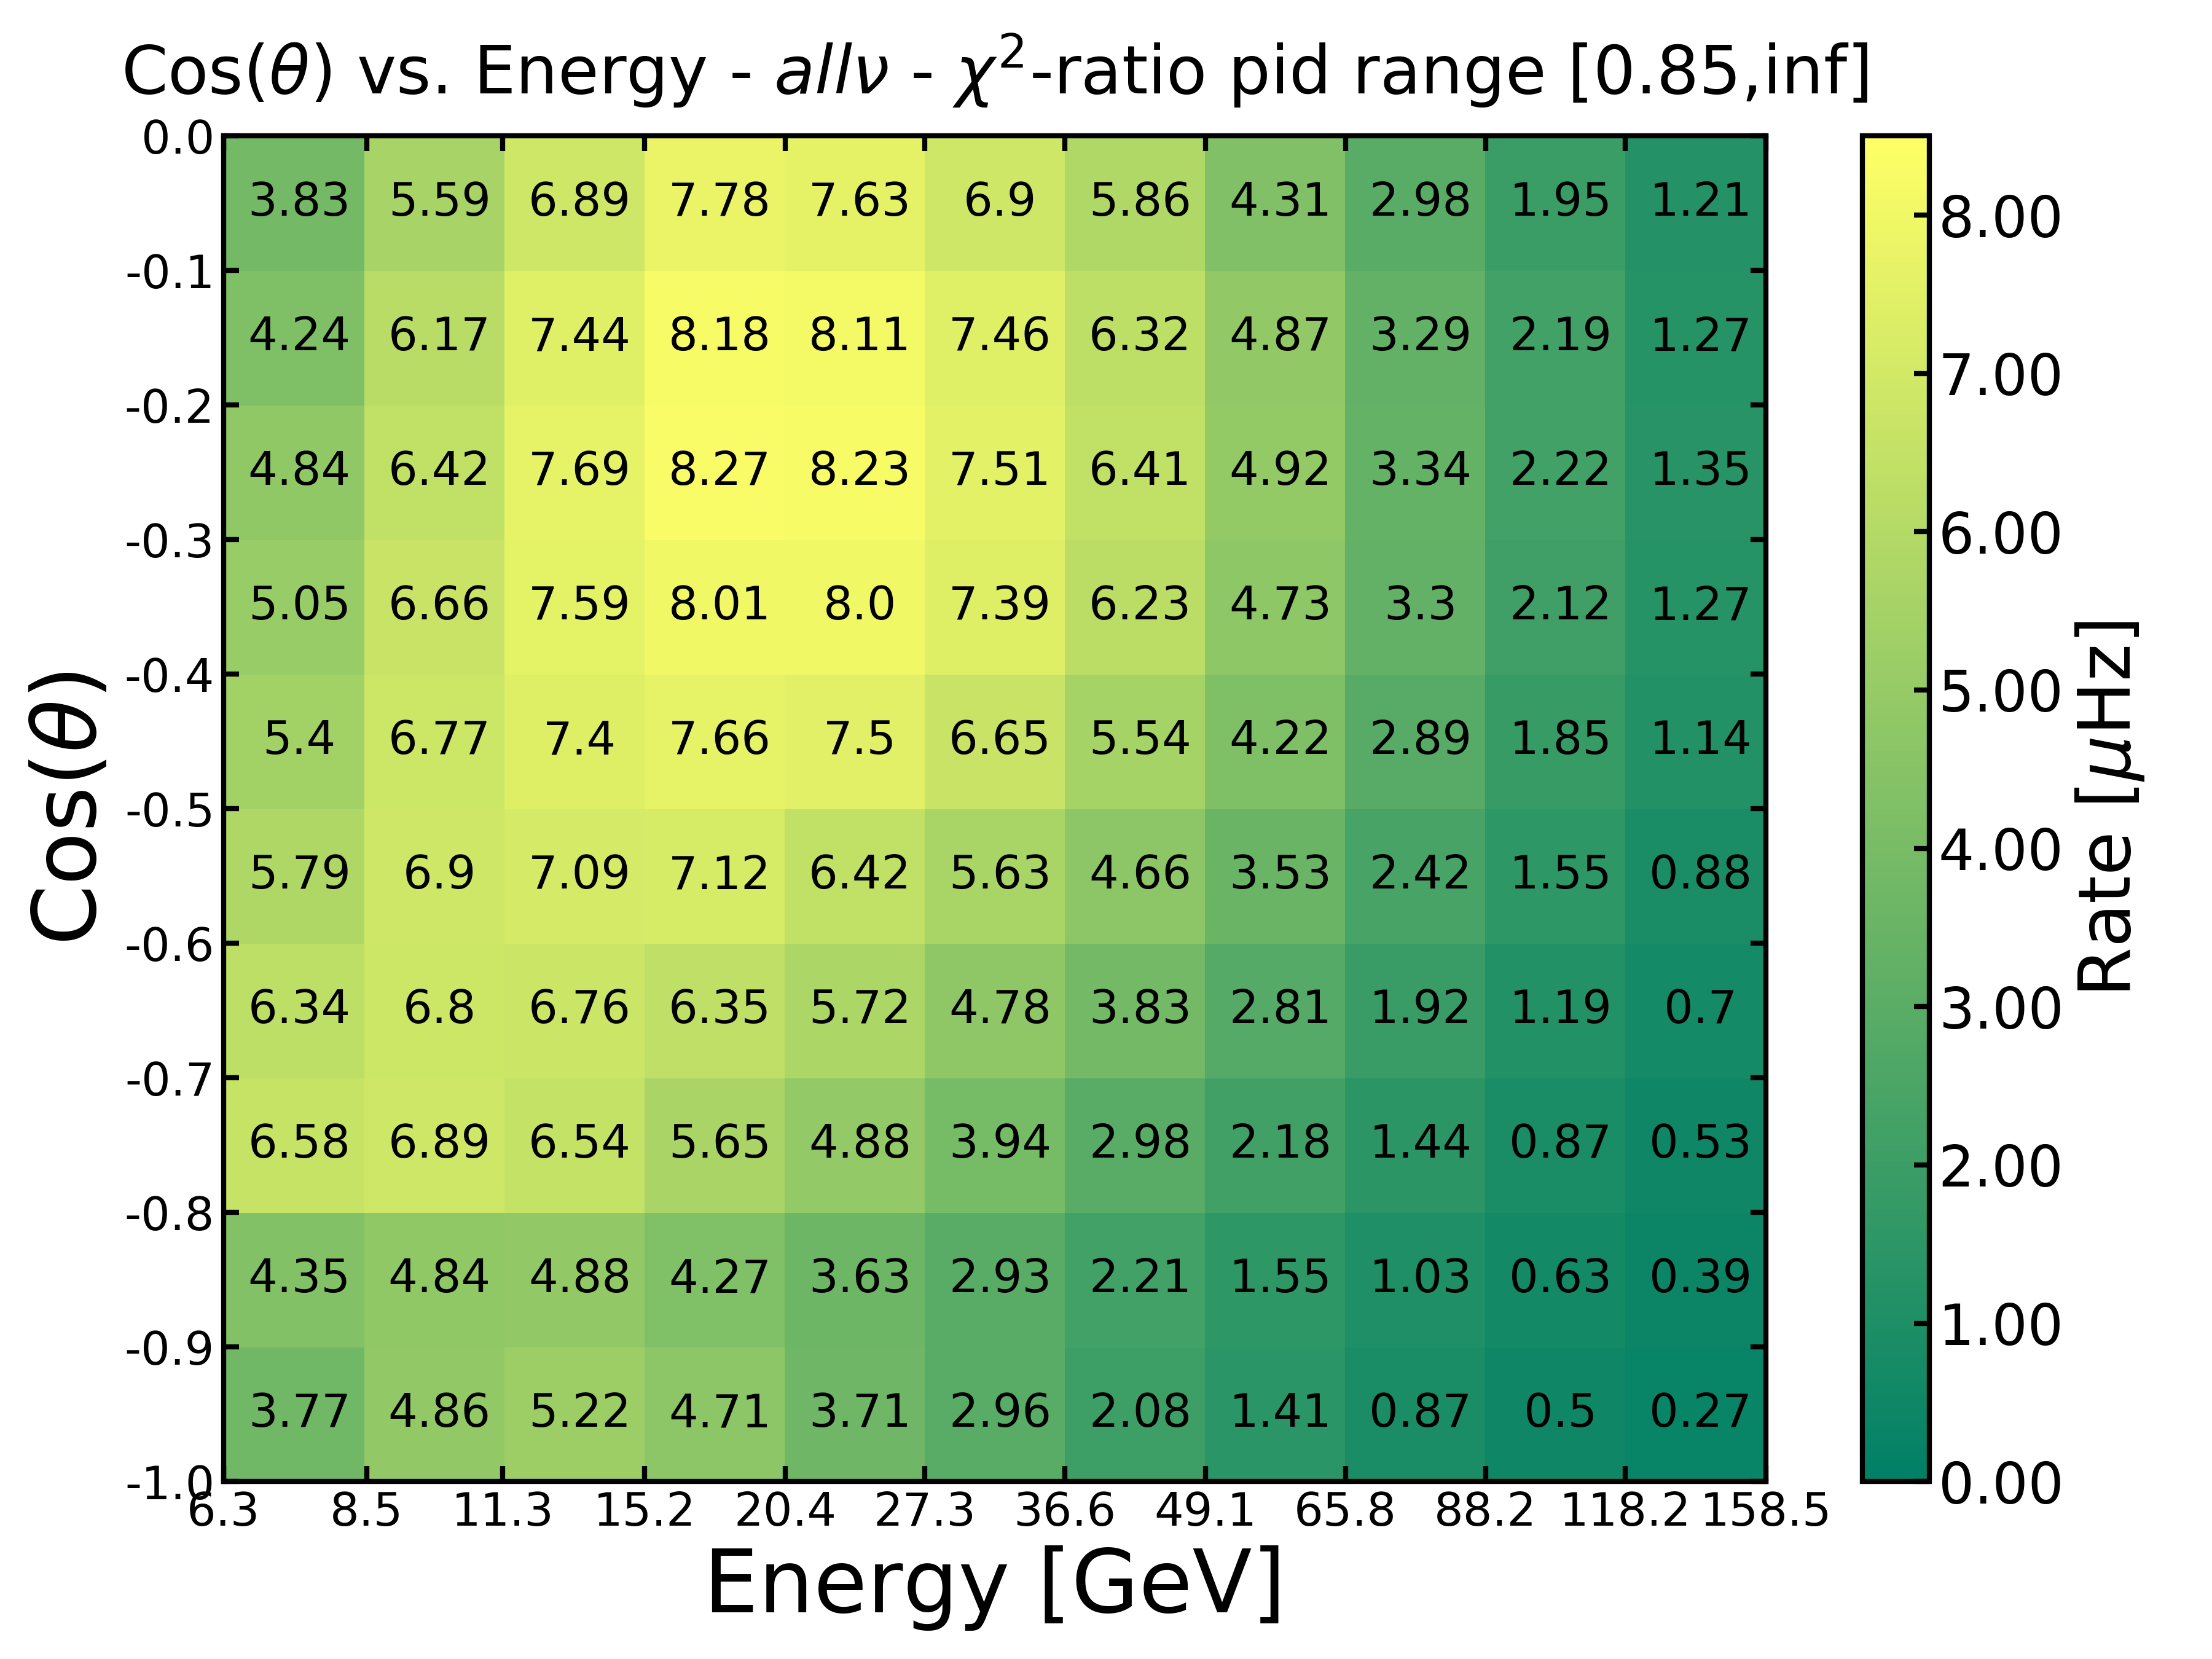 Cos(θ) vs. Energy - allν - χ²-ratio pid range [0.85,inf]
0.0
3.83 5.59 6.89 7.78 7.63 6.9 5.86 4.31 2.98 1.95 1.21
-0.1
4.24 6.17 7.44 8.18 8.11 7.46 6.32 4.87 3.29 2.19 1.27
-0.2
4.84 6.42 7.69 8.27 8.23 7.51 6.41 4.92 3.34 2.22 1.35
-0.3
5.05 6.66 7.59 8.01 8.0 7.39 6.23 4.73 3.3 2.12 1.27
-0.4
5.4 6.77 7.4 7.66 7.5 6.65 5.54 4.22 2.89 1.85 1.14
-0.5
5.79 6.9 7.09 7.12 6.42 5.63 4.66 3.53 2.42 1.55 0.88
-0.6
6.34 6.8 6.76 6.35 5.72 4.78 3.83 2.81 1.92 1.19 0.7
-0.7
6.58 6.89 6.54 5.65 4.88 3.94 2.98 2.18 1.44 0.87 0.53
-0.8
4.35 4.84 4.88 4.27 3.63 2.93 2.21 1.55 1.03 0.63 0.39
-0.9
3.77 4.86 5.22 4.71 3.71 2.96 2.08 1.41 0.87 0.5 0.27
-1.0
6.3 8.5 11.3 15.2 20.4 27.3 36.6 49.1 65.8 88.2 118.2 158.5
Energy [GeV]
Cos(θ)
8.00
7.00
6.00
5.00
4.00
3.00
2.00
1.00
0.00
Rate [μHz]